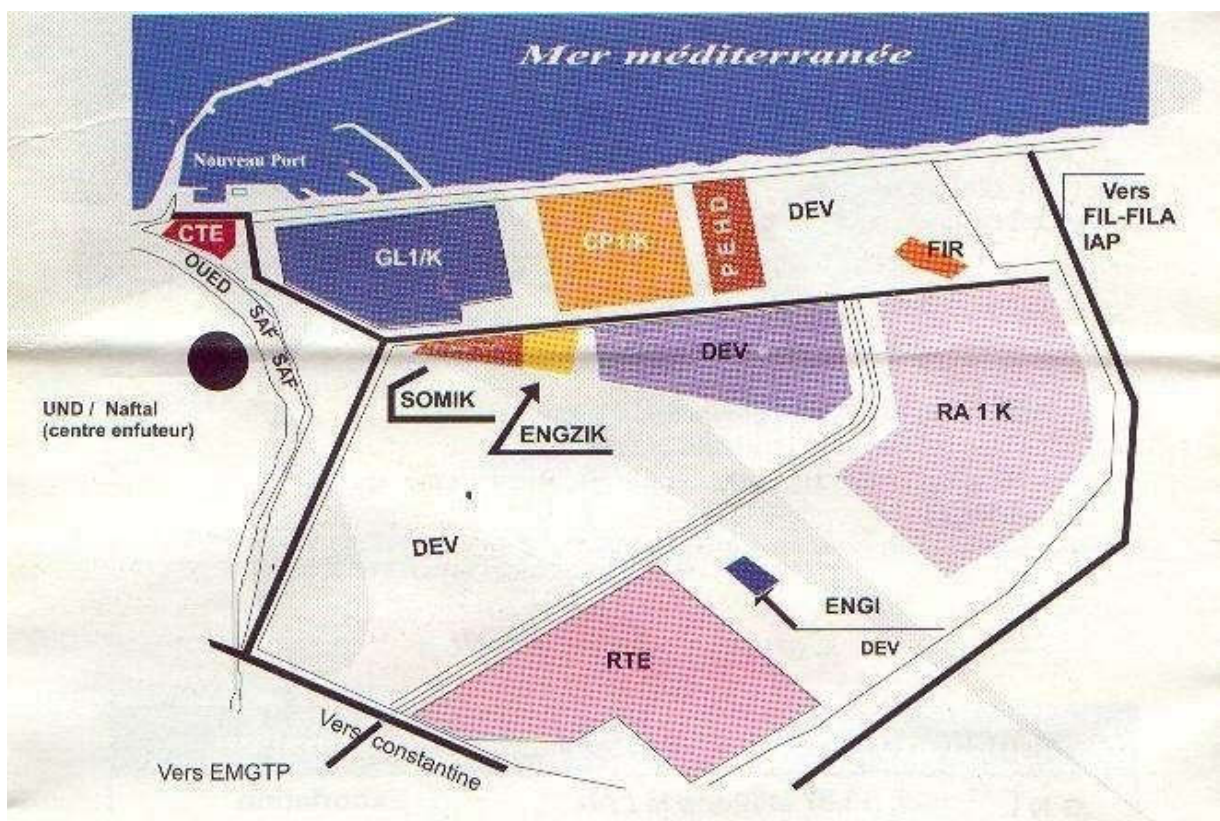 Mer méditerranée
Nouveau Port
CTE
GL1/K
CP1/K
PEHD
DEV
FIR
Vers
FIL-FILA
IAP
OUED
SAF SAF
UND / Naftal
(centre enfuteur)
SOMIK
ENGZIK
DEV
RA 1 K
DEV
ENGI
DEV
RTE
Vers constantine
Vers EMGTP